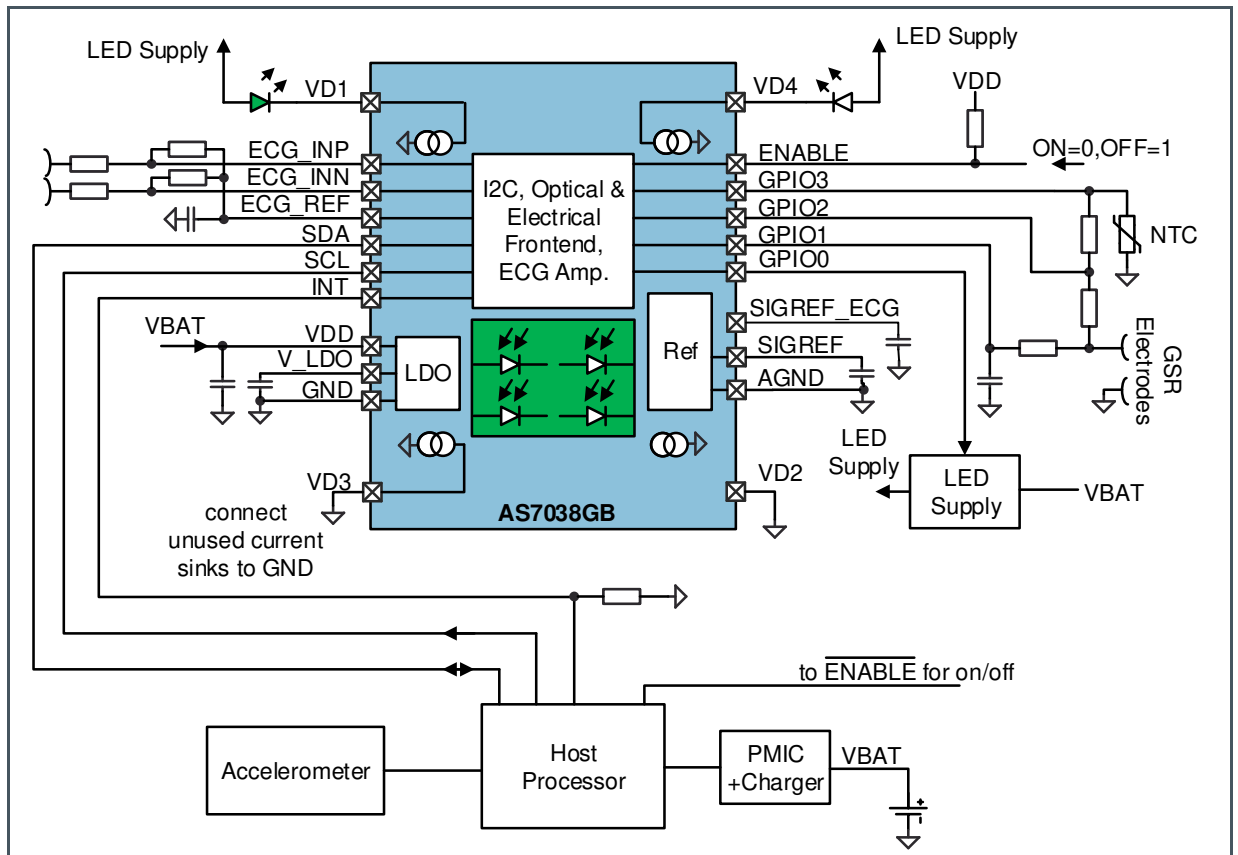 LED Supply
LED Supply
VD1
VD4
VDD
ECG_INP
ENABLE
ON=0,OFF=1
ECG_INN
GPIO3
ECG_REF
GPIO2
NTC
SDA
GPIO1
SCL
GPIO0
INT
I2C, Optical &
Electrical
Frontend,
ECG Amp.
SIGREF_ECG
VBAT
VDD
SIGREF
V_LDO
LDO
Ref
GND
AGND
GSR
Electrodes
LED
Supply
LED
Supply
VBAT
VD3
VD2
AS7038GB
connect
unused current
sinks to GND
to ENABLE for on/off
Accelerometer
Host
Processor
PMIC
+Charger
VBAT
+
-